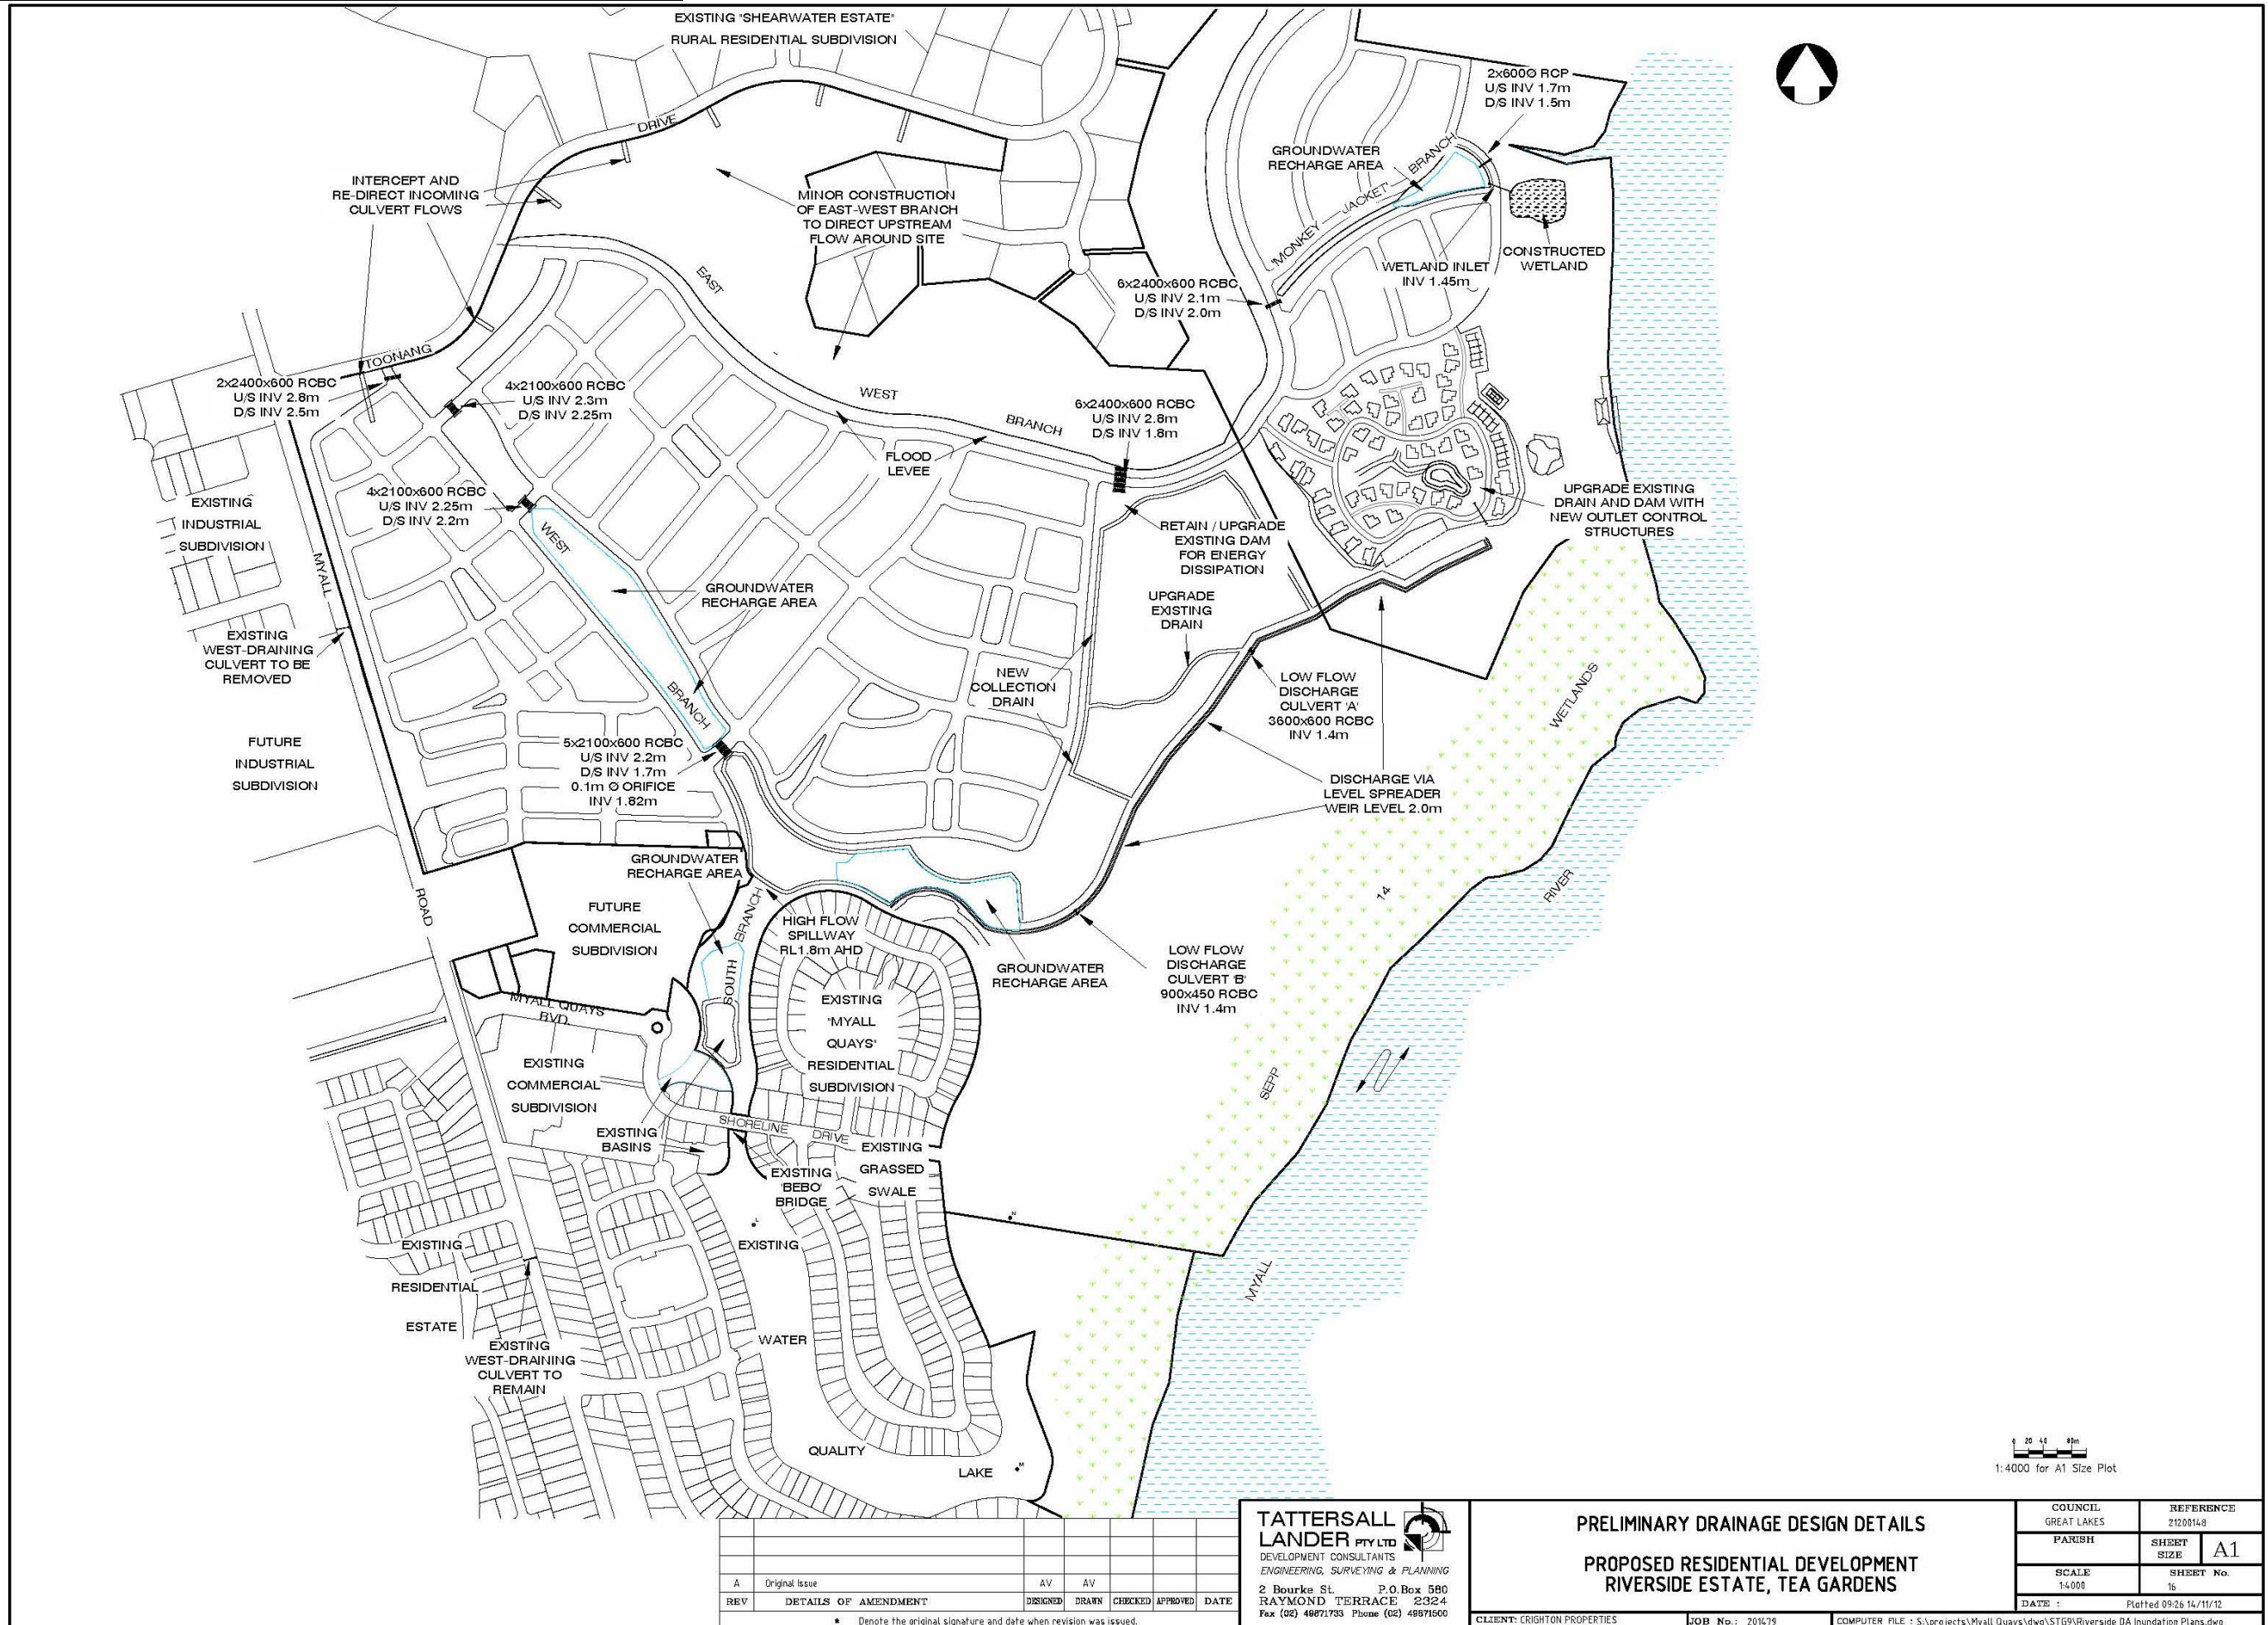 EXISTING "SHEARWATER ESTATE"
RURAL RESIDENTIAL SUBDIVISION
2x600Ø RCP
U/S INV 1.7m
D/S INV 1.5m
DRIVE
GROUNDWATER
RECHARGE AREA
BRANCH
INTERCEPT AND
RE-DIRECT INCOMING
CULVERT FLOWS
MINOR CONSTRUCTION
OF EAST-WEST BRANCH
TO DIRECT UPSTREAM
FLOW AROUND SITE
JACKET'
'MONKEY
CONSTRUCTED
WETLAND
WETLAND INLET
INV 1.45m
EAST
6x2400x600 RCBC
U/S INV 2.1m
D/S INV 2.0m
TOONANG
2x2400x600 RCBC
U/S INV 2.8m
D/S INV 2.5m
4x2100x600 RCBC
U/S INV 2.3m
D/S INV 2.25m
WEST
BRANCH
6x2400x600 RCBC
U/S INV 2.8m
D/S INV 1.8m
FLOOD
LEVEE
EXISTING
INDUSTRIAL
SUBDIVISION
4x2100x600 RCBC
U/S INV 2.25m
D/S INV 2.2m
WEST
UPGRADE EXISTING
DRAIN AND DAM WITH
NEW OUTLET CONTROL
STRUCTURES
RETAIN / UPGRADE
EXISTING DAM
FOR ENERGY
DISSIPATION
MYALL
GROUNDWATER
RECHARGE AREA
UPGRADE
EXISTING
DRAIN
EXISTING
WEST-DRAINING
CULVERT TO BE
REMOVED
NEW
COLLECTION
DRAIN
LOW FLOW
DISCHARGE
CULVERT 'A'
3600x600 RCBC
INV 1.4m
WETLANDS
BRANCH
FUTURE
INDUSTRIAL
SUBDIVISION
5x2100x600 RCBC
U/S INV 2.2m
D/S INV 1.7m
0.1m Ø ORIFICE
INV 1.82m
DISCHARGE VIA
LEVEL SPREADER
WEIR LEVEL 2.0m
GROUNDWATER
RECHARGE AREA
ROAD
FUTURE
COMMERCIAL
SUBDIVISION
BRANCH
HIGH FLOW
SPILLWAY
RL1.8m AHD
14
RIVER
SOUTH
GROUNDWATER
RECHARGE AREA
LOW FLOW
DISCHARGE
CULVERT 'B'
900x450 RCBC
INV 1.4m
MYALL QUAYS
BVD.
EXISTING
"MYALL
QUAYS"
RESIDENTIAL
SUBDIVISION
EXISTING
COMMERCIAL
SUBDIVISION
SEPP
EXISTING
BASINS
SHORELINE DRIVE
EXISTING
GRASSED
SWALE
EXISTING
'BEBO'
BRIDGE
EXISTING
RESIDENTIAL
ESTATE
EXISTING
WATER
QUALITY
LAKE
MYALL
EXISTING
WEST-DRAINING
CULVERT TO
REMAIN
0 20 40 80m
1:4000 for A1 Size Plot
A Original Issue AV AV
REV DETAILS OF AMENDMENT DESIGNED DRAWN CHECKED APPROVED DATE
* Denote the original signature and date when revision was issued.
TATTERSALL
LANDER PTY LTD
DEVELOPMENT CONSULTANTS
ENGINEERING, SURVEYING & PLANNING
2 Bourke St. P.O.Box 580
RAYMOND TERRACE 2324
Fax (02) 49871733 Phone (02) 49871500
PRELIMINARY DRAINAGE DESIGN DETAILS
PROPOSED RESIDENTIAL DEVELOPMENT
RIVERSIDE ESTATE, TEA GARDENS
CLIENT: CRIGHTON PROPERTIES
JOB No.: 201479
COUNCIL
GREAT LAKES
REFERENCE
21200148
PARISH
SHEET
SIZE
A1
SCALE
1:4000
SHEET No.
16
DATE : Plotted 09:26 14/11/12
COMPUTER FILE : S:\projects\Myall Quays\dwg\STG9\Riverside DA Inundation Plans.dwg